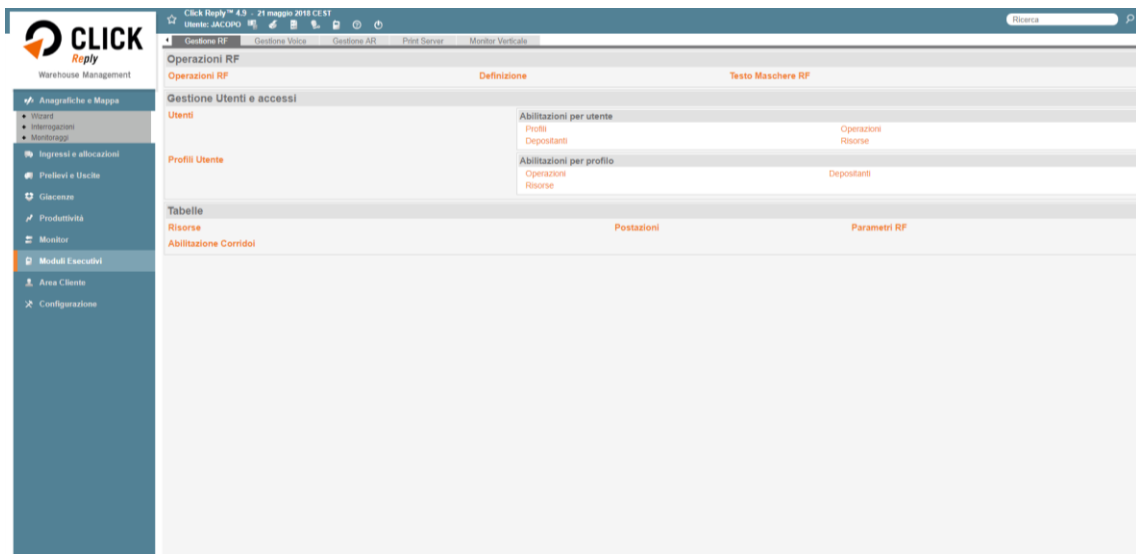 CLICK
Reply
Warehouse Management
Click Reply™ 4.9 - 21 maggio 2018 CEST
Utente: JACOPO
Ricerca
Gestione RF Gestione Voice Gestione AR Print Server Monitor Verticale
Anagrafiche e Mappa
Wizard
Interrogazioni
Monitoraggi
Ingressi e allocazioni
Prelievi e Uscite
Giacenze
Produttività
Monitor
Moduli Esecutivi
Area Cliente
Configurazione
Operazioni RF
Operazioni RF Definizione Testo Maschere RF
Gestione Utenti e accessi
Utenti
Abilitazioni per utente
Profili Operazioni
Depositanti Risorse
Profili Utente
Abilitazioni per profilo
Operazioni Depositanti
Risorse
Tabelle
Risorse Postazioni Parametri RF
Abilitazione Corridoi